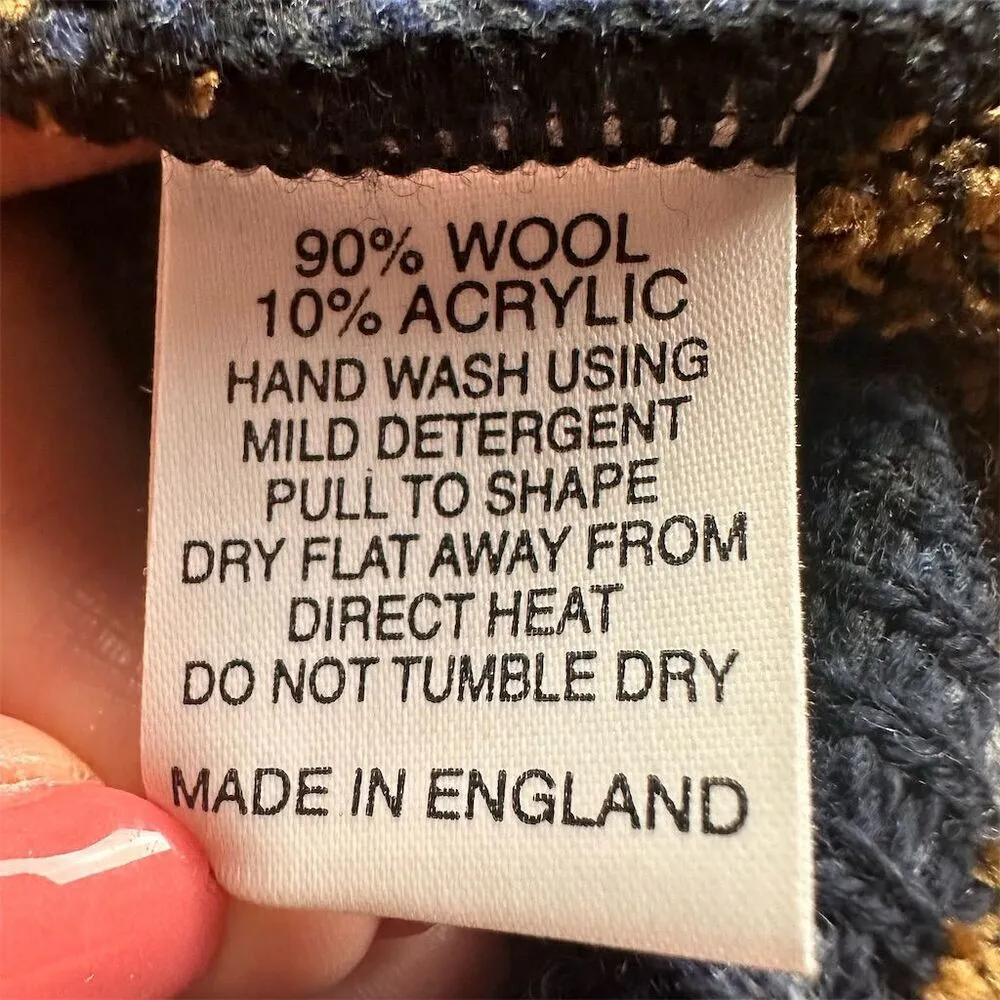 90% WOOL
10% ACRYLIC
HAND WASH USING
MILD DETERGENT
PULL TO SHAPE
DRY FLAT AWAY FROM
DIRECT HEAT
DO NOT TUMBLE DRY
MADE IN ENGLAND